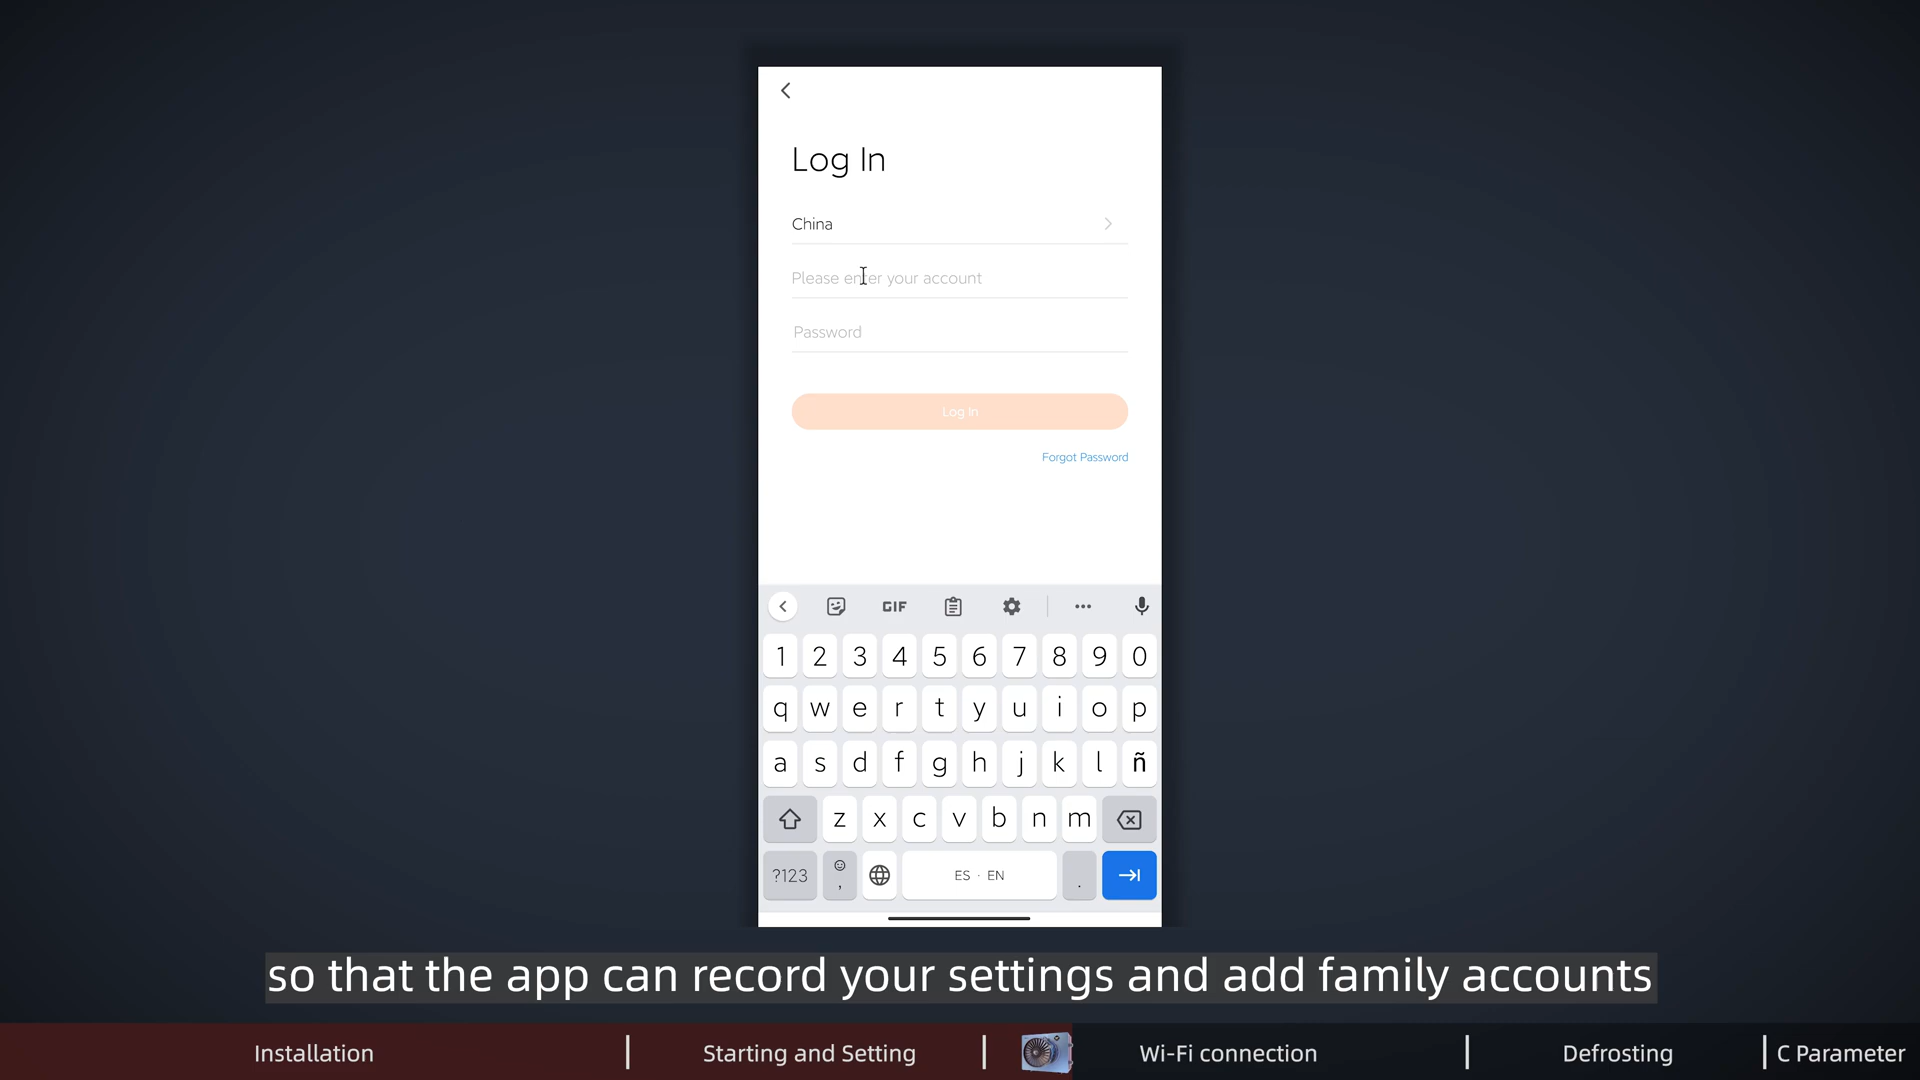 Log In
China
Please enter your account
Password
Log In
Forgot Password
GIF
1 2 3 4 5 6 7 8 9 0
q w e r t y u i o p
a s d f g h j k l ñ
z x c v b n m
?123 , ES · EN .
so that the app can record your settings and add family accounts
Installation | Starting and Setting | Wi-Fi connection | Defrosting | C Parameter